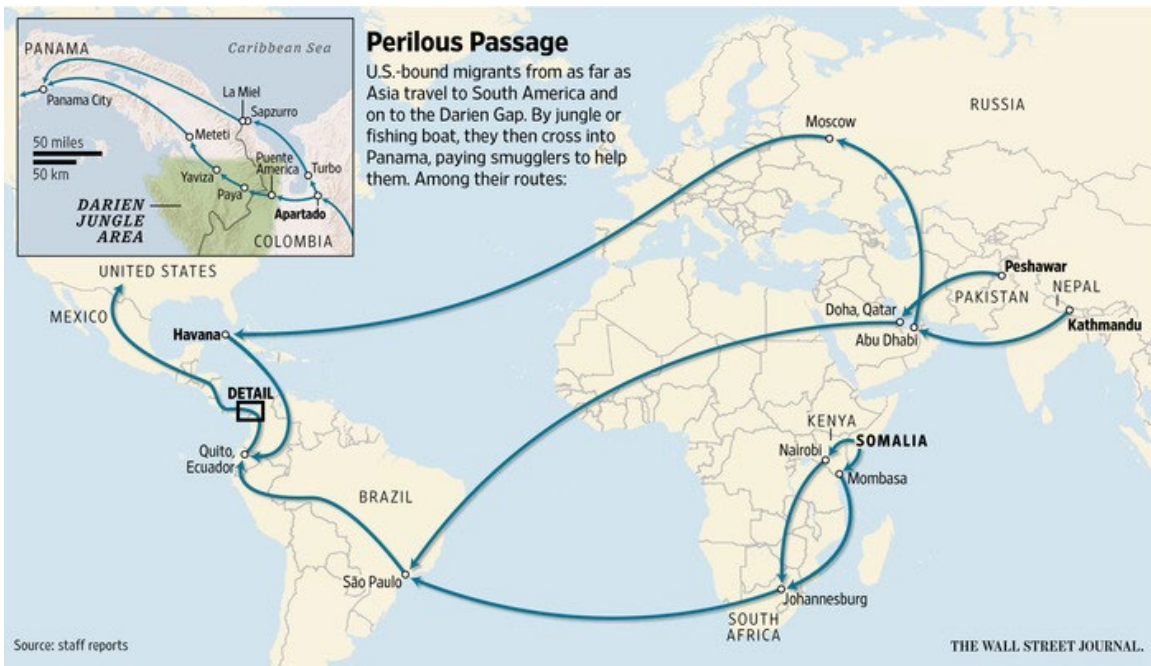 PANAMA
Caribbean Sea
La Miel
Sapzurro
Panama City
50 miles
50 km
Meteti
Puente
America
Turbo
Yaviza
Paya
Apartado
DARIEN
JUNGLE
AREA
COLOMBIA
Perilous Passage
U.S.-bound migrants from as far as
Asia travel to South America and
on to the Darien Gap. By jungle or
fishing boat, they then cross into
Panama, paying smugglers to help
them. Among their routes:
RUSSIA
Moscow
UNITED STATES
MEXICO
Havana
DETAIL
Quito,
Ecuador
BRAZIL
São Paulo
Peshawar
PAKISTAN
NEPAL
Kathmandu
Doha, Qatar
Abu Dhabi
KENYA
SOMALIA
Nairobi
Mombasa
Johannesburg
SOUTH
AFRICA
Source: staff reports
THE WALL STREET JOURNAL.